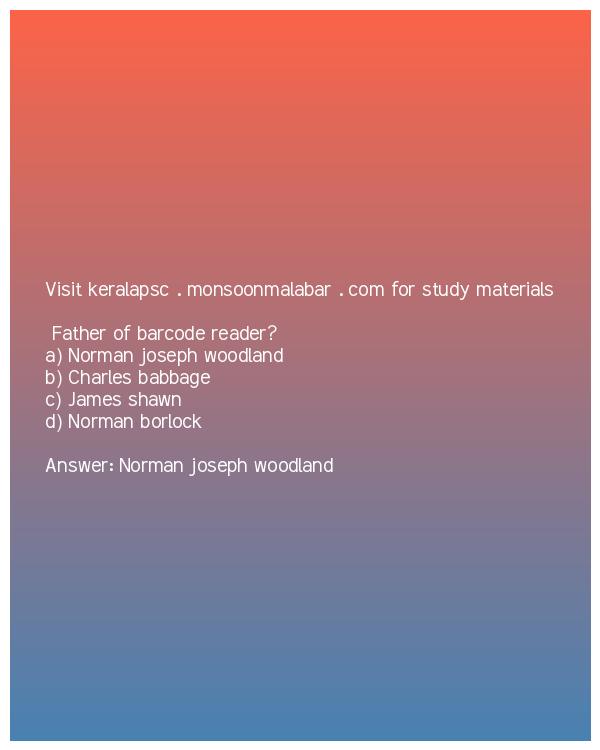 Visit keralapsc . monsoonmalabar . com for study materials
Father of barcode reader?
a) Norman joseph woodland
b) Charles babbage
c) James shawn
d) Norman borlock
Answer: Norman joseph woodland